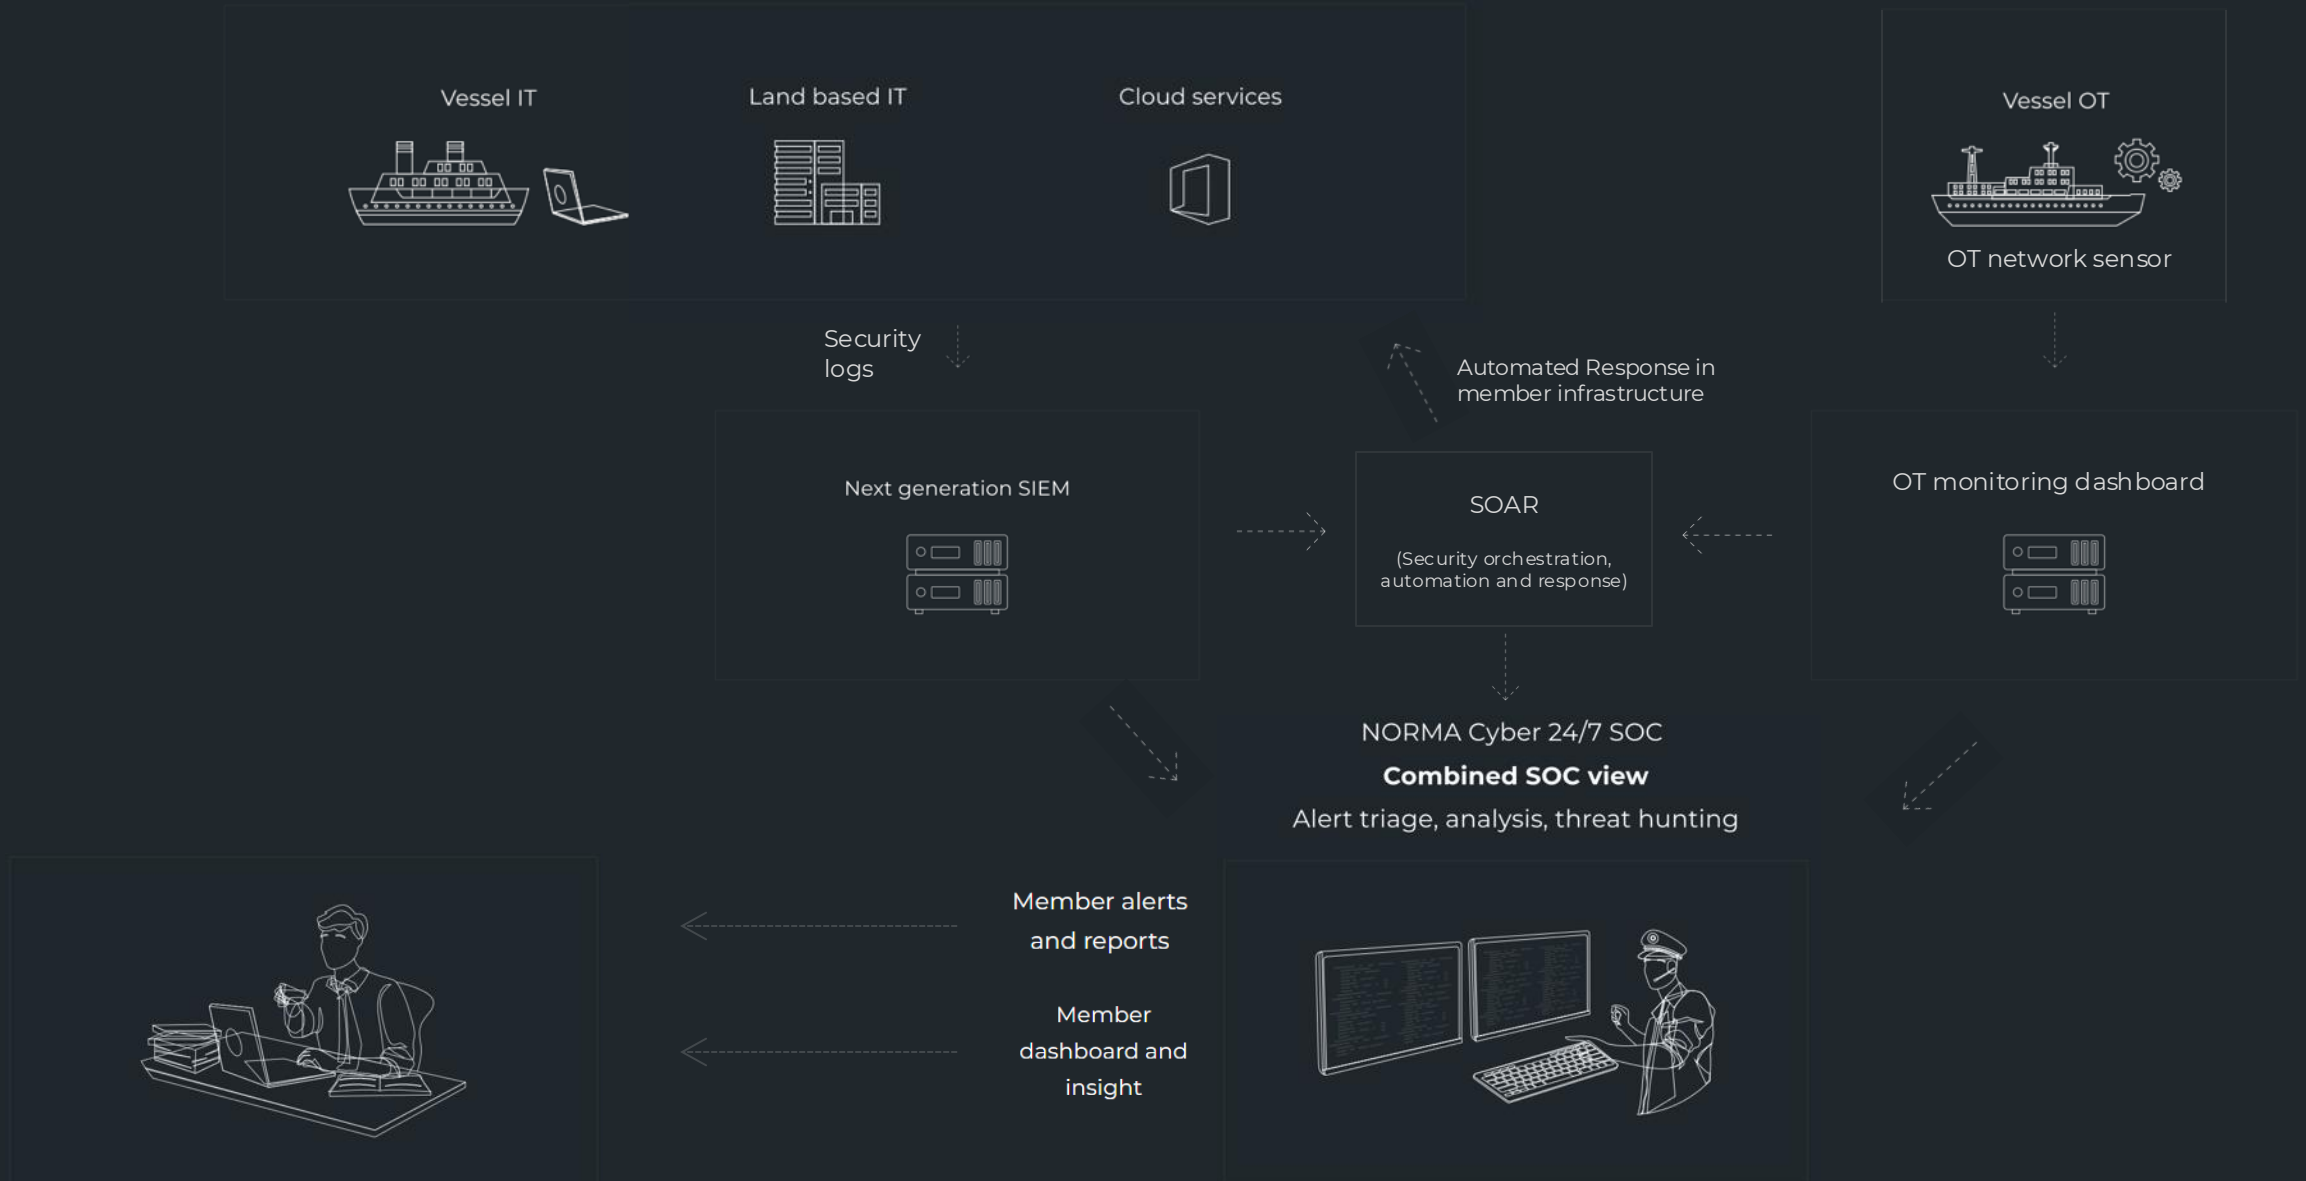 Vessel IT
Land based IT
Cloud services
Vessel OT
OT network sensor
Security
logs
Automated Response in
member infrastructure
Next generation SIEM
SOAR
(Security orchestration,
automation and response)
OT monitoring dashboard
NORMA Cyber 24/7 SOC
Combined SOC view
Alert triage, analysis, threat hunting
Member alerts
and reports
Member
dashboard and
insight